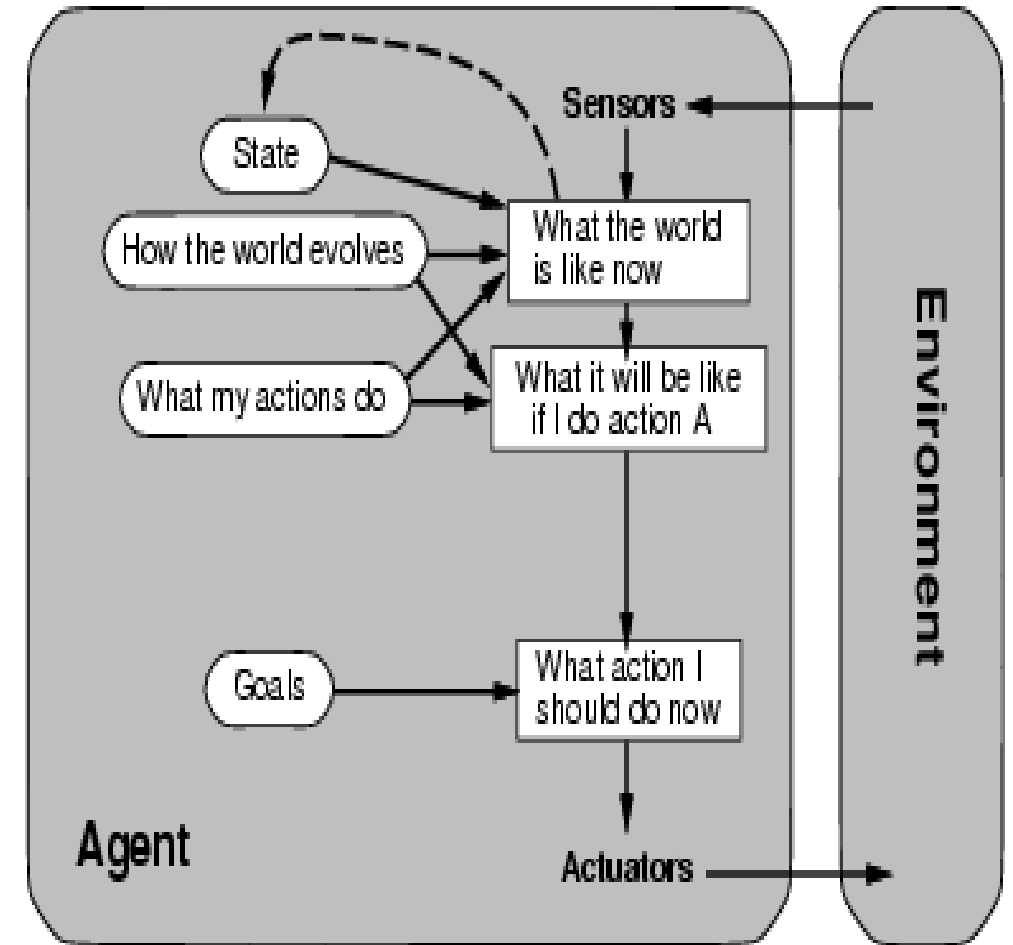 Sensors
State
What the world
is like now
How the world evolves
What it will be like
if I do action A
What my actions do
Environment
Goals
What action I
should do now
Agent
Actuators